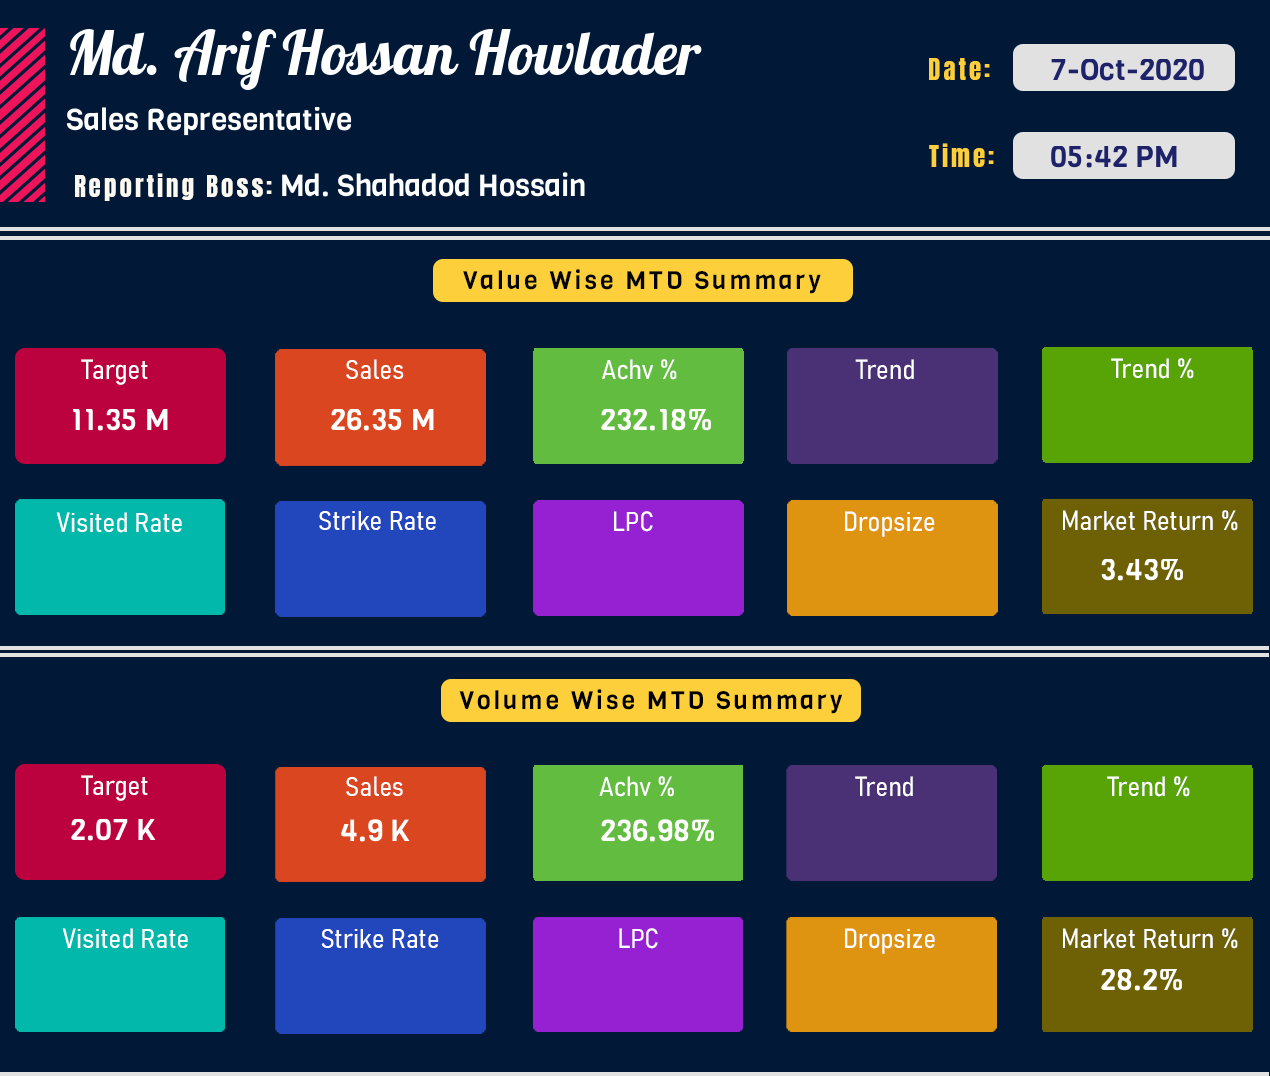 Md. Arif Hossan Howlader
Sales Representative
Reporting Boss: Md. Shahadod Hossain
Date: 7-Oct-2020
Time: 05:42 PM
Value Wise MTD Summary
Target Sales Achv % Trend Trend %
11.35 M 26.35 M 232.18%
Visited Rate Strike Rate LPC Dropsize Market Return %
3.43%
Volume Wise MTD Summary
Target Sales Achv % Trend Trend %
2.07 K 4.9 K 236.98%
Visited Rate Strike Rate LPC Dropsize Market Return %
28.2%